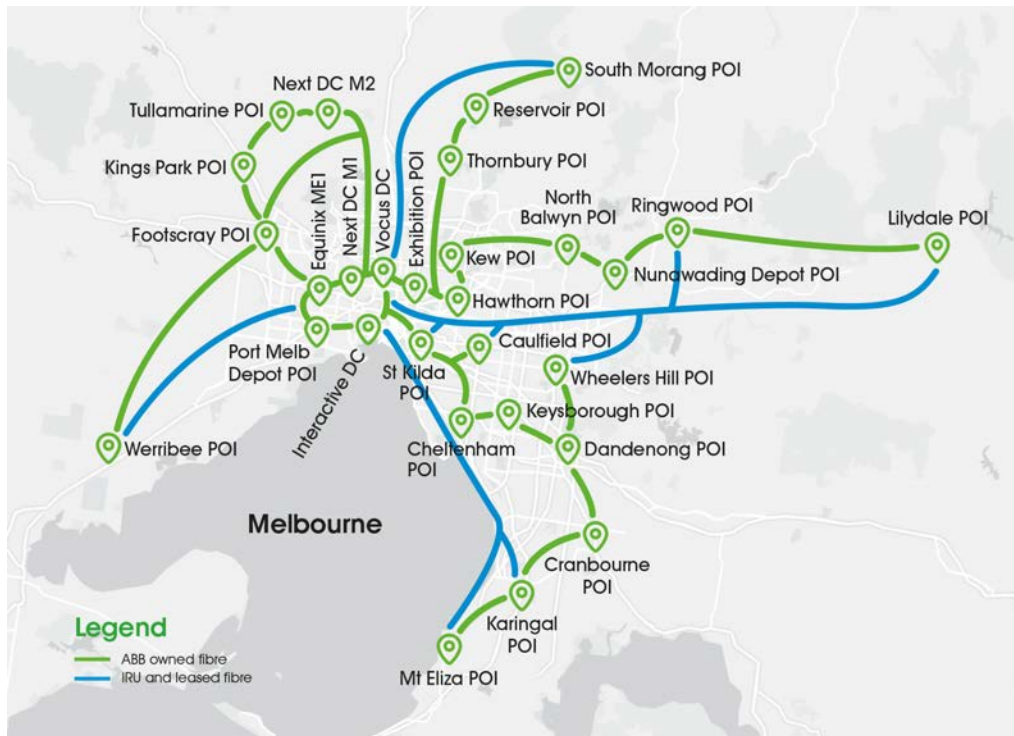 South Morang POI
Next DC M2
Tullamarine POI
Reservoir POI
Kings Park POI
Thornbury POI
Equinix ME1
Next DC M1
Vocus DC
Exhibition POI
North
Balwyn POI
Ringwood POI
Lilydale POI
Footscray POI
Kew POI
Nunawading Depot POI
Hawthorn POI
Port Melb
Depot POI
Interactive DC
St Kilda
POI
Caulfield POI
Wheelers Hill POI
Keysborough POI
Cheltenham
POI
Dandenong POI
Werribee POI
Melbourne
Cranbourne
POI
Karingal
POI
Mt Eliza POI
Legend
ABB owned fibre
IRU and leased fibre